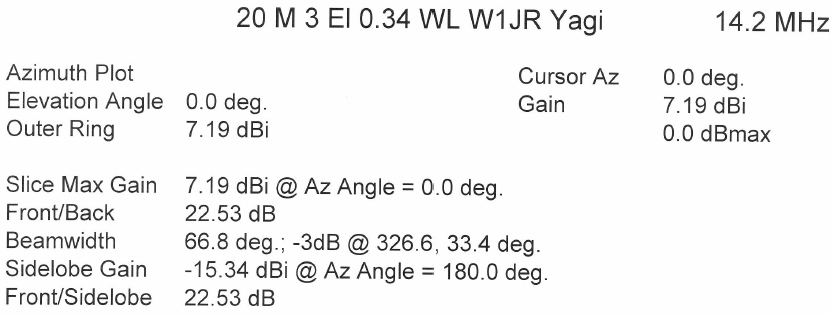 20 M 3 El 0.34 WL W1JR Yagi 14.2 MHz
Azimuth Plot Cursor Az 0.0 deg.
Elevation Angle 0.0 deg. Gain 7.19 dBi
Outer Ring 7.19 dBi 0.0 dBmax
Slice Max Gain 7.19 dBi @ Az Angle = 0.0 deg.
Front/Back 22.53 dB
Beamwidth 66.8 deg.; -3dB @ 326.6, 33.4 deg.
Sidelobe Gain -15.34 dBi @ Az Angle = 180.0 deg.
Front/Sidelobe 22.53 dB